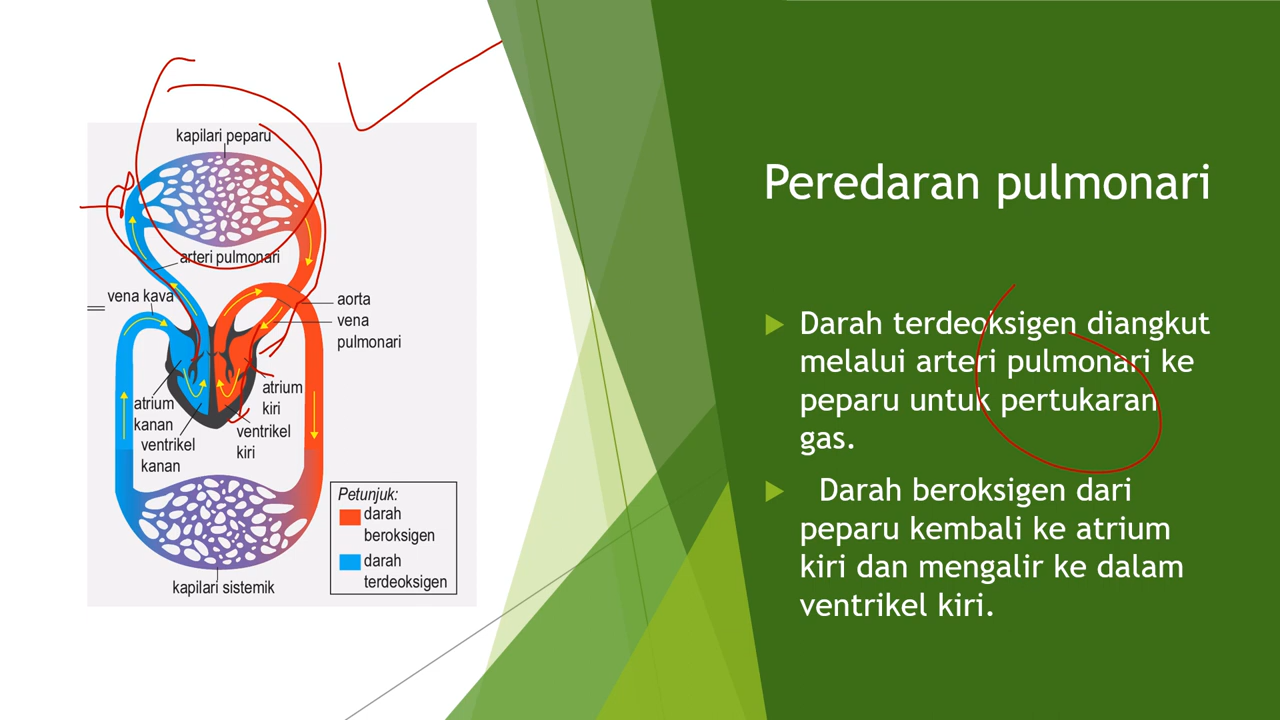 Peredaran pulmonari
Darah terdeoksigen diangkut
melalui arteri pulmonari ke
peparu untuk pertukaran
gas.
Darah beroksigen dari
peparu kembali ke atrium
kiri dan mengalir ke dalam
ventrikel kiri.
kapilari peparu
arteri pulmonari
vena kava
aorta
vena
pulmonari
atrium
kiri
atrium
kanan
ventrikel
kiri
ventrikel
kanan
Petunjuk:
darah
beroksigen
darah
terdeoksigen
kapilari sistemik